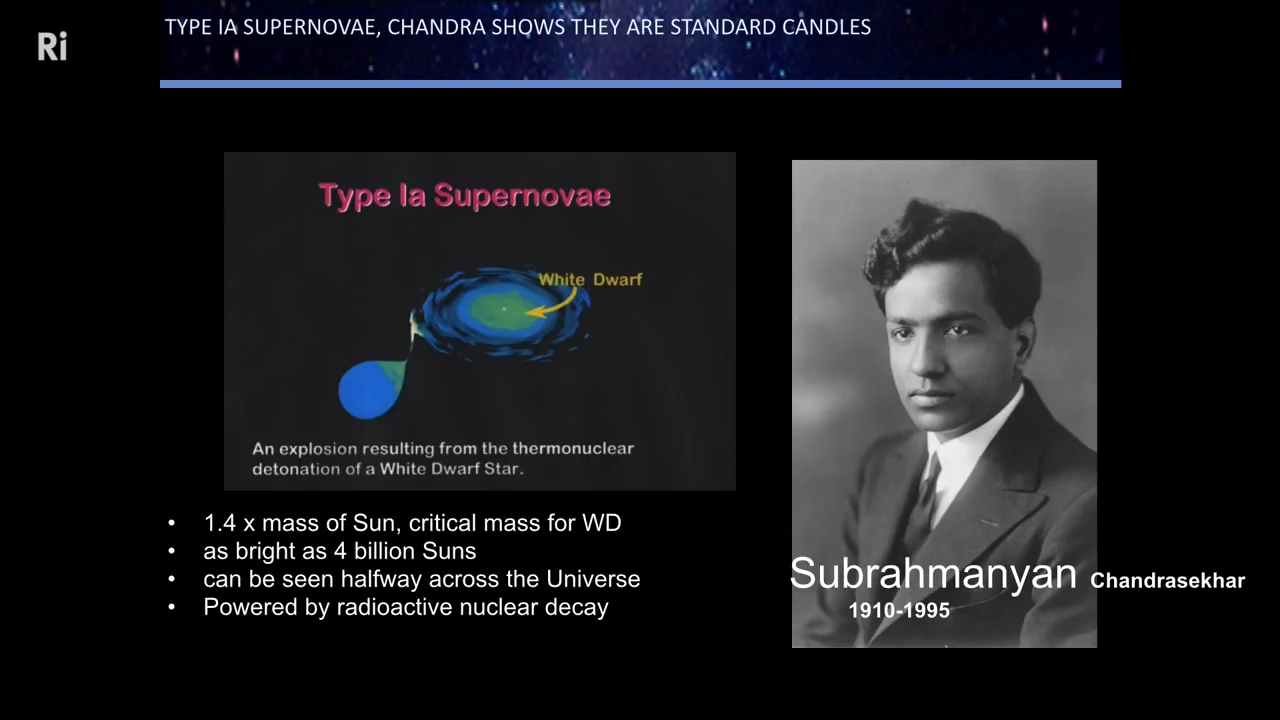 Ri
TYPE IA SUPERNOVAE, CHANDRA SHOWS THEY ARE STANDARD CANDLES
Type Ia Supernovae
White Dwarf
An explosion resulting from the thermonuclear
detonation of a White Dwarf Star.
• 1.4 x mass of Sun, critical mass for WD
• as bright as 4 billion Suns
• can be seen halfway across the Universe
• Powered by radioactive nuclear decay
Subrahmanyan Chandrasekhar
1910-1995